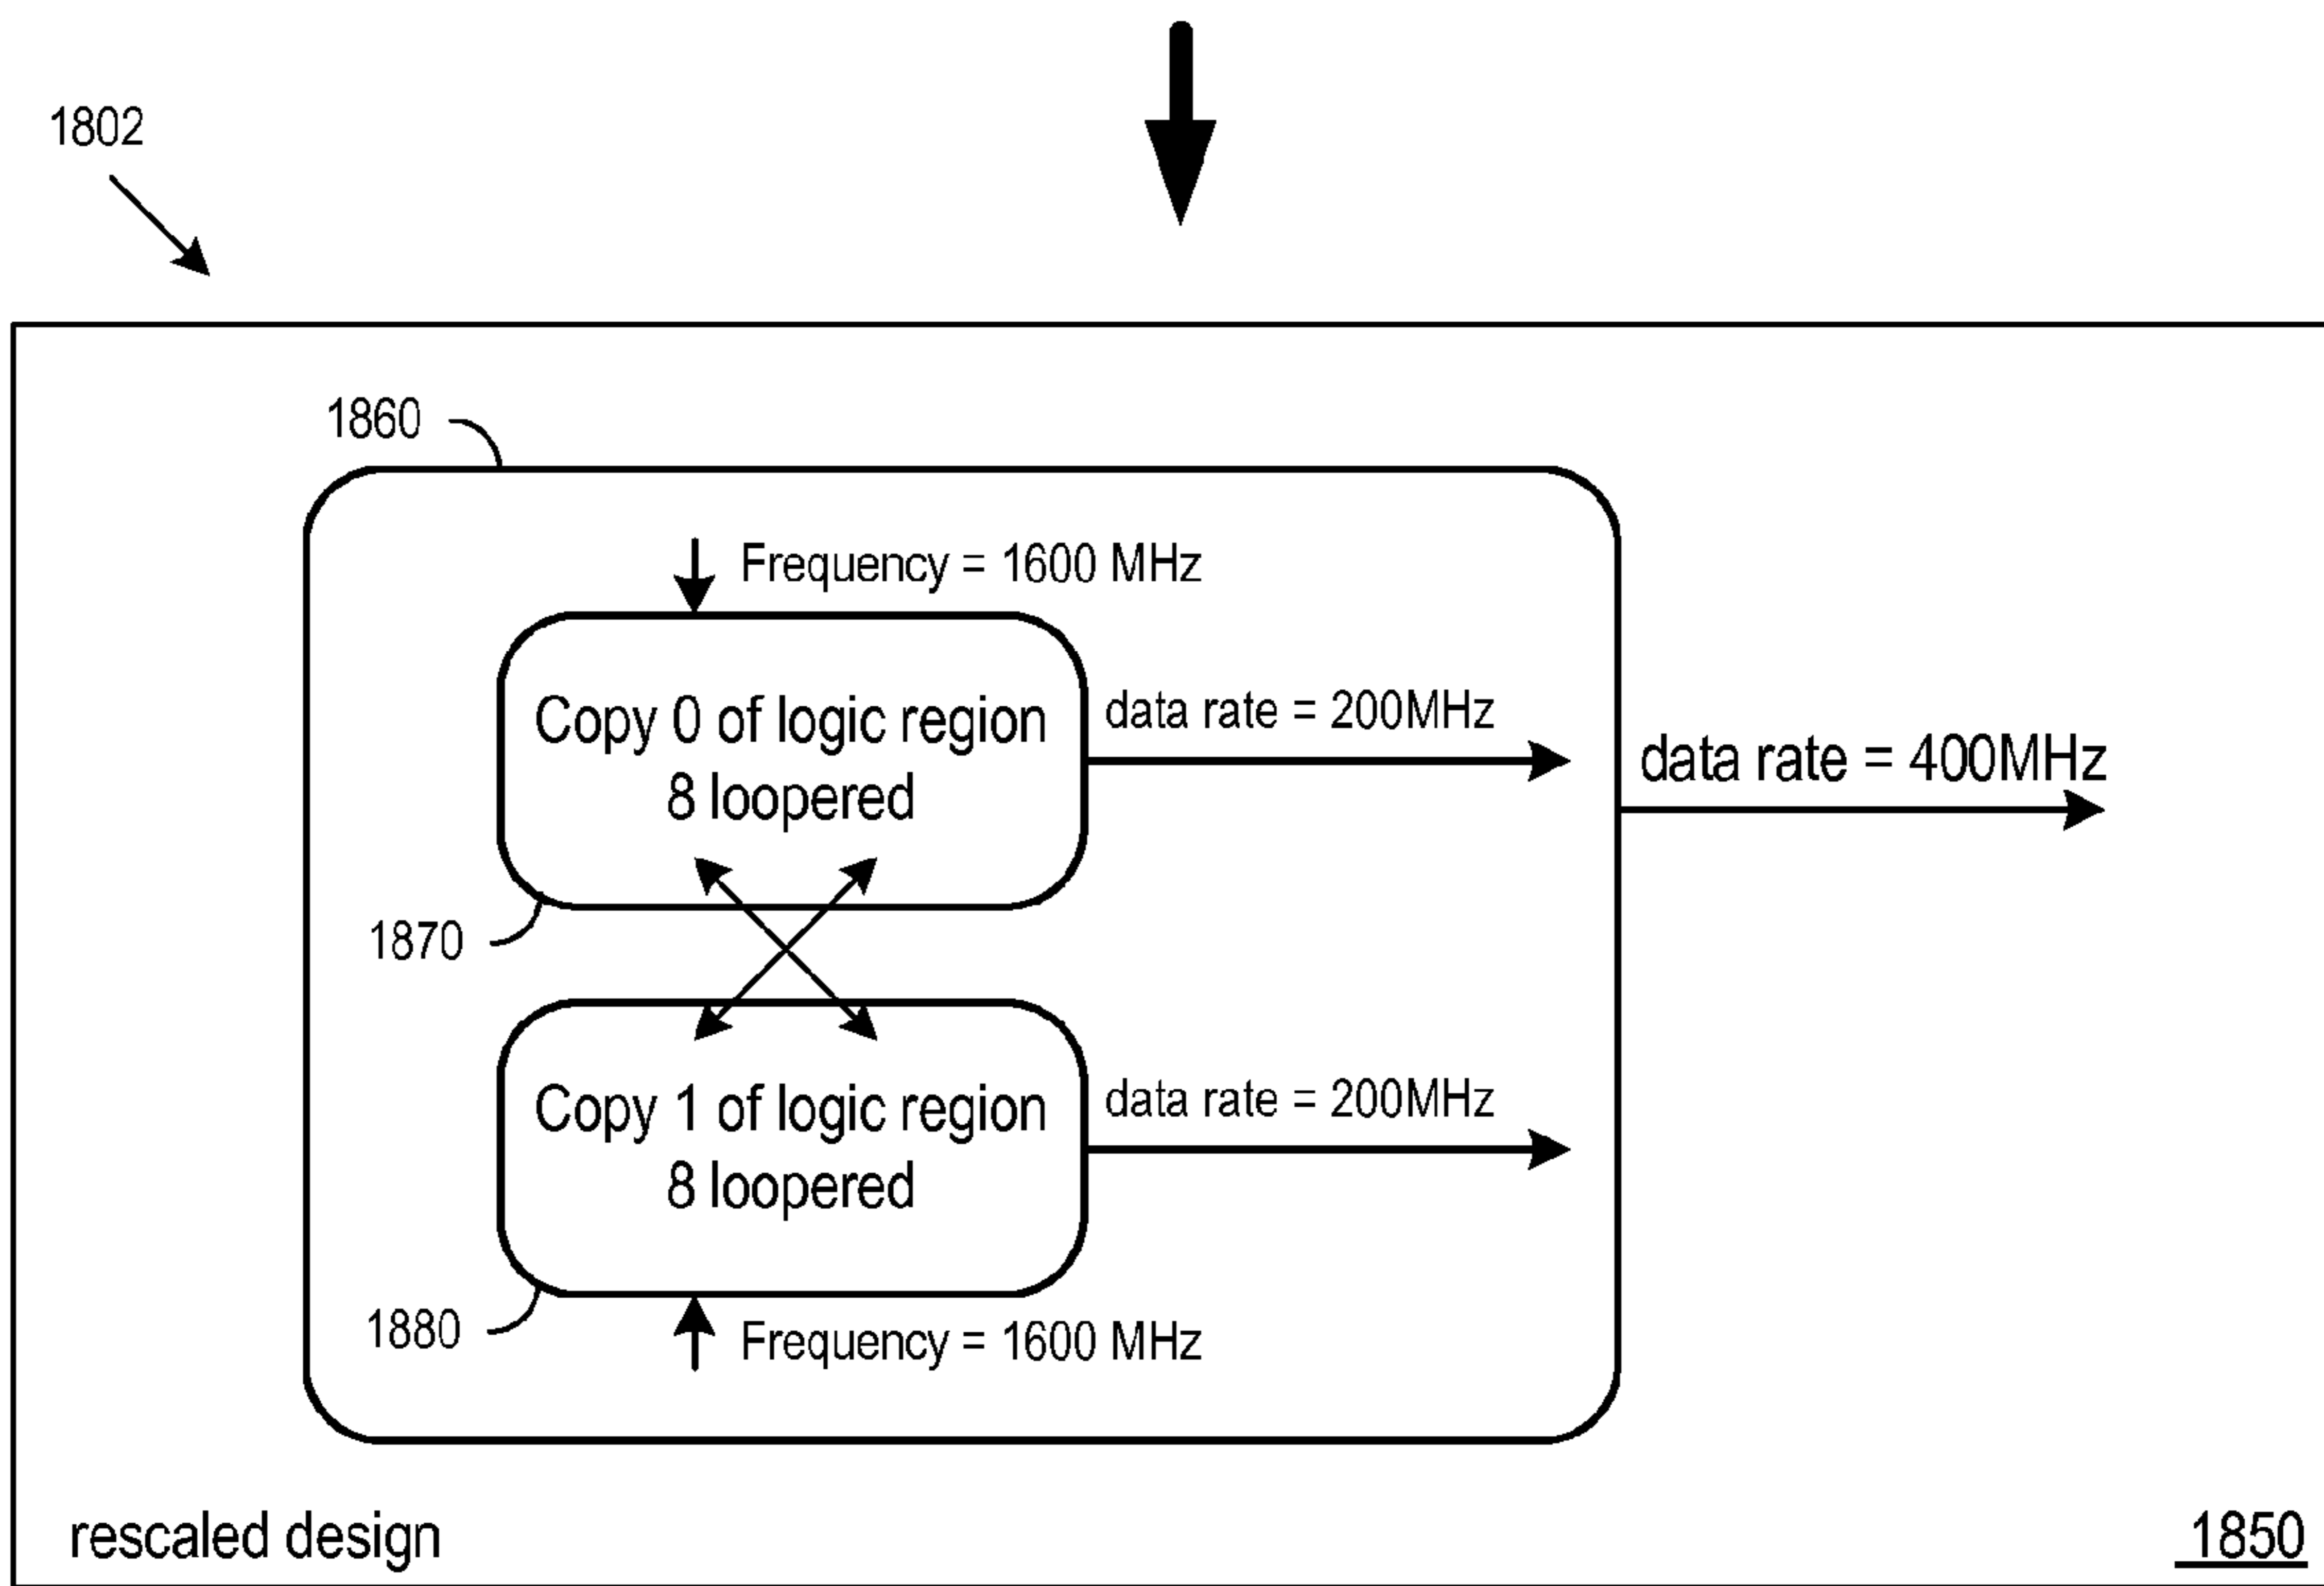 1802
1860
Frequency = 1600 MHz
Copy 0 of logic region
8 loopered
data rate = 200MHz
data rate = 400MHz
1870
Copy 1 of logic region
8 loopered
data rate = 200MHz
1880
Frequency = 1600 MHz
rescaled design
1850